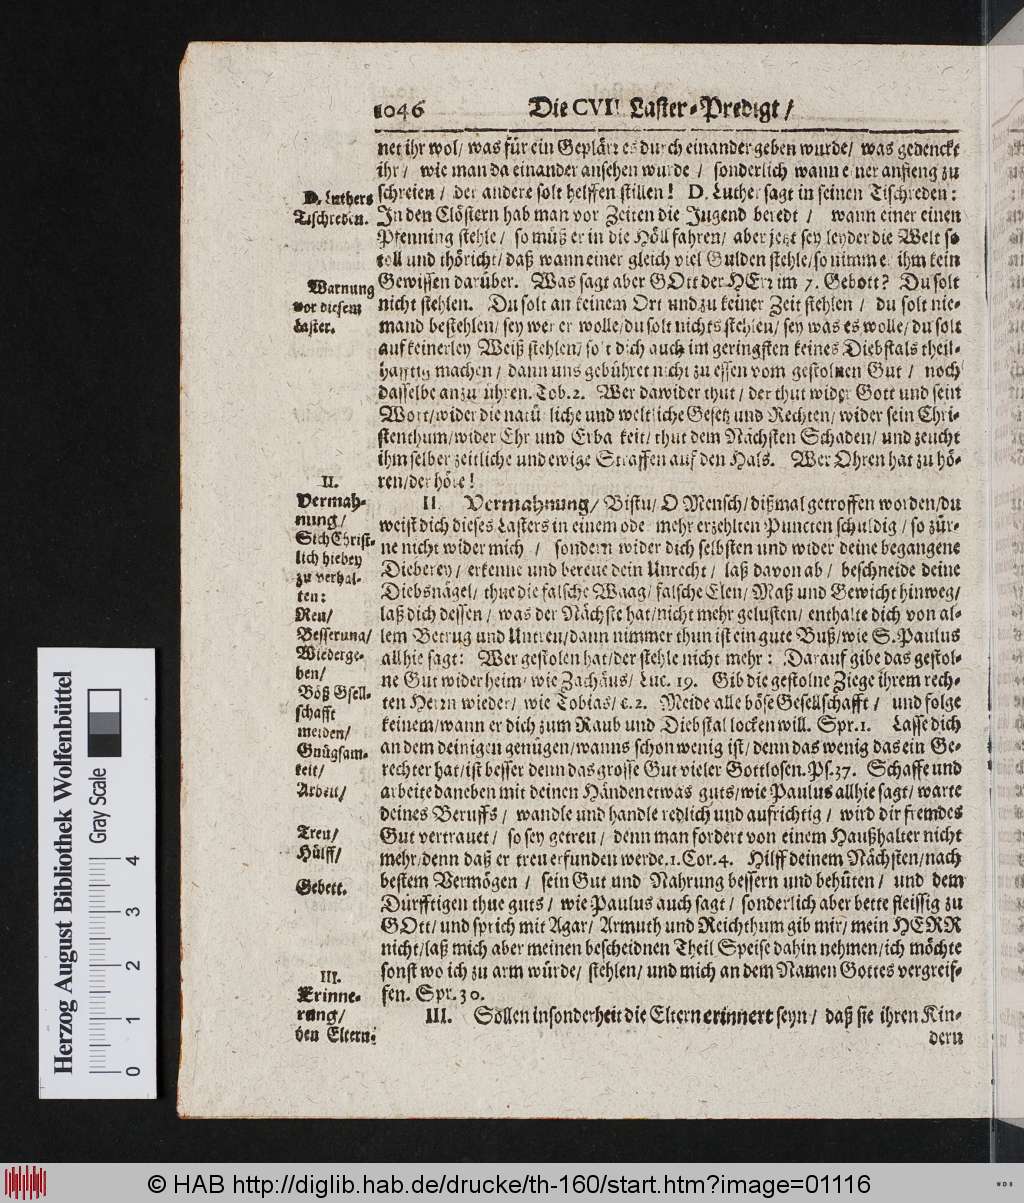 1046 Die CVII Laster-Predigt/
net ihr wol/ was für ein Geplärr es durch einander geben wurde/ was gedenckt
ihr/ wie man da einander ansehen wurde/ sonderlich wann einer anfieng zu
schreien/ der andere solt helffen stillen! D. Luther sagt in seinen Tischreden:
D. Luthers
Tischreden.
In den Clöstern hab man vor Zeiten die Jugend beredt/ wann einer einen
Pfenning stehle/ so müß er in die Höll fahren/ aber jetzt sey leyder die Welt so
toll und thöricht/ daß wann einer gleich viel Gulden stehle/ so nimm er ihm kein
Gewissen darüber. Was sagt aber GOtt der HErr im 7. Gebott? Du solt
Warnung
vor diesem
Laster.
nicht stehlen. Du solt an keinem Ort und zu keiner Zeit stehlen/ du solt nie-
mand bestehlen/ sey wer er wolle/ du solt nichts stehlen/ sey was es wolle/ du solt
auf keinerley Weiß stehlen/ solt dich auch im geringsten keines Diebstals theil-
hafftig machen/ dann uns gebühret nicht zu essen vom gestolnen Gut/ noch
dasselbe anzurühren. Tob. 2. Wer dawider thut/ der thut wider Gott und sein
Wort/ wider die natürliche und weltliche Gesetz und Rechten/ wider sein Chri-
stenthum/ wider Ehr und Erbarkeit/ thut dem Nächsten Schaden/ und zeucht
ihm selber zeitliche und ewige Straffen auf den Hals. Wer Ohren hat zu hö-
ren/ der höre!
II.
Vermah-
nung/
Sich Christ-
lich hiebey
zu verhal-
ten:
Reu/
Besserung/
Wiederge-
ben/
Böß Gsell-
schafft
meiden/
Gnügsam-
keit/
Arbeit/
Treu/
Hülff/
Gebett.
II. Vermahnung/ Bistu/ O Mensch/ dißmal getroffen worden/ du
weist dich dieses Lasters in einem oder mehr erzehlten Puncten schuldig/ so zür-
ne nicht wider mich/ sondern wider dich selbsten und wider deine begangene
Dieberey/ erkenne und bereue dein Unrecht/ laß davon ab/ beschneide deine
Diebsnägel/ thue die falsche Waag/ falsche Elen/ Maß und Gewicht hinweg/
laß dich dessen/ was der Nächste hat/ nicht mehr gelusten/ enthalte dich von al-
lem Betrug und Untreu/ dann nimmer thun ist ein gute Buß/ wie S. Paulus
allhie sagt: Wer gestolen hat/ der stehle nicht mehr: Darauf gibe das gestol-
ne Gut wider heim/ wie Zachäus/ Luc. 19. Gib die gestolne Ziege ihrem rech-
ten Herrn wieder/ wie Tobias/ c. 2. Meide alle böse Gesellschafft/ und folge
keinem/ wann er dich zum Raub und Diebstal locken will. Spr. 1. Lasse dich
an dem deinigen genügen/ wanns schon wenig ist/ denn das wenig das ein Ge-
rechter hat/ ist besser denn das grosse Gut vieler Gottlosen. Ps. 37. Schaffe und
arbeite daneben mit deinen Händen etwas guts/ wie Paulus allhie sagt/ warte
deines Beruffs/ wandle und handle redlich und aufrichtig/ wird dir fremdes
Gut vertrauet/ so sey getreu/ denn man fordert von einem Haußhalter nicht
mehr/ denn daß er treu erfunden werde. 1. Cor. 4. Hilff deinem Nächsten/ nach
bestem Vermögen/ sein Gut und Nahrung bessern und behüten/ und dem
Dürfftigen thue guts/ wie Paulus auch sagt/ sonderlich aber bette fleissig zu
GOtt/ und sprich mit Agar/ Armuth und Reichthum gib mir/ mein HERR
nicht/ laß mich aber meinen bescheidnen Theil Speise dahin nehmen/ ich möchte
sonst wo ich zu arm würde/ stehlen/ und mich an dem Namen Gottes vergreif-
fen. Spr. 30.
III.
Erinne-
rung/
den Eltern:
III. Sollen insonderheit die Eltern erinnert seyn/ daß sie ihren Kin-
dern
Herzog August Bibliothek Wolfenbüttel
Gray Scale
0 1 2 3 4
© HAB http://diglib.hab.de/drucke/th-160/start.htm?image=01116